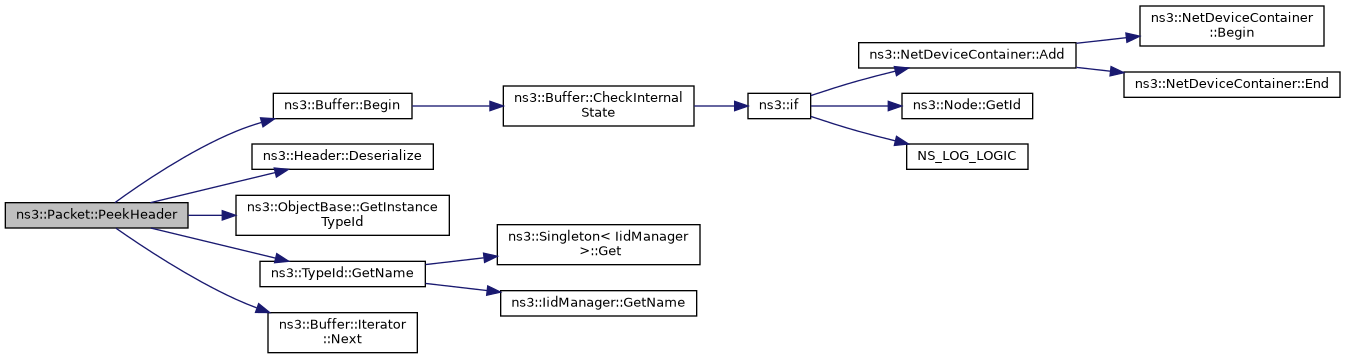 ns3::NetDeviceContainer
::Begin
ns3::NetDeviceContainer::Add
ns3::NetDeviceContainer::End
ns3::Buffer::Begin
ns3::Buffer::CheckInternal
State
ns3::if
ns3::Node::GetId
ns3::Header::Deserialize
NS_LOG_LOGIC
ns3::Packet::PeekHeader
ns3::ObjectBase::GetInstance
TypeId
ns3::Singleton< IidManager
>::Get
ns3::TypeId::GetName
ns3::IidManager::GetName
ns3::Buffer::Iterator
::Next